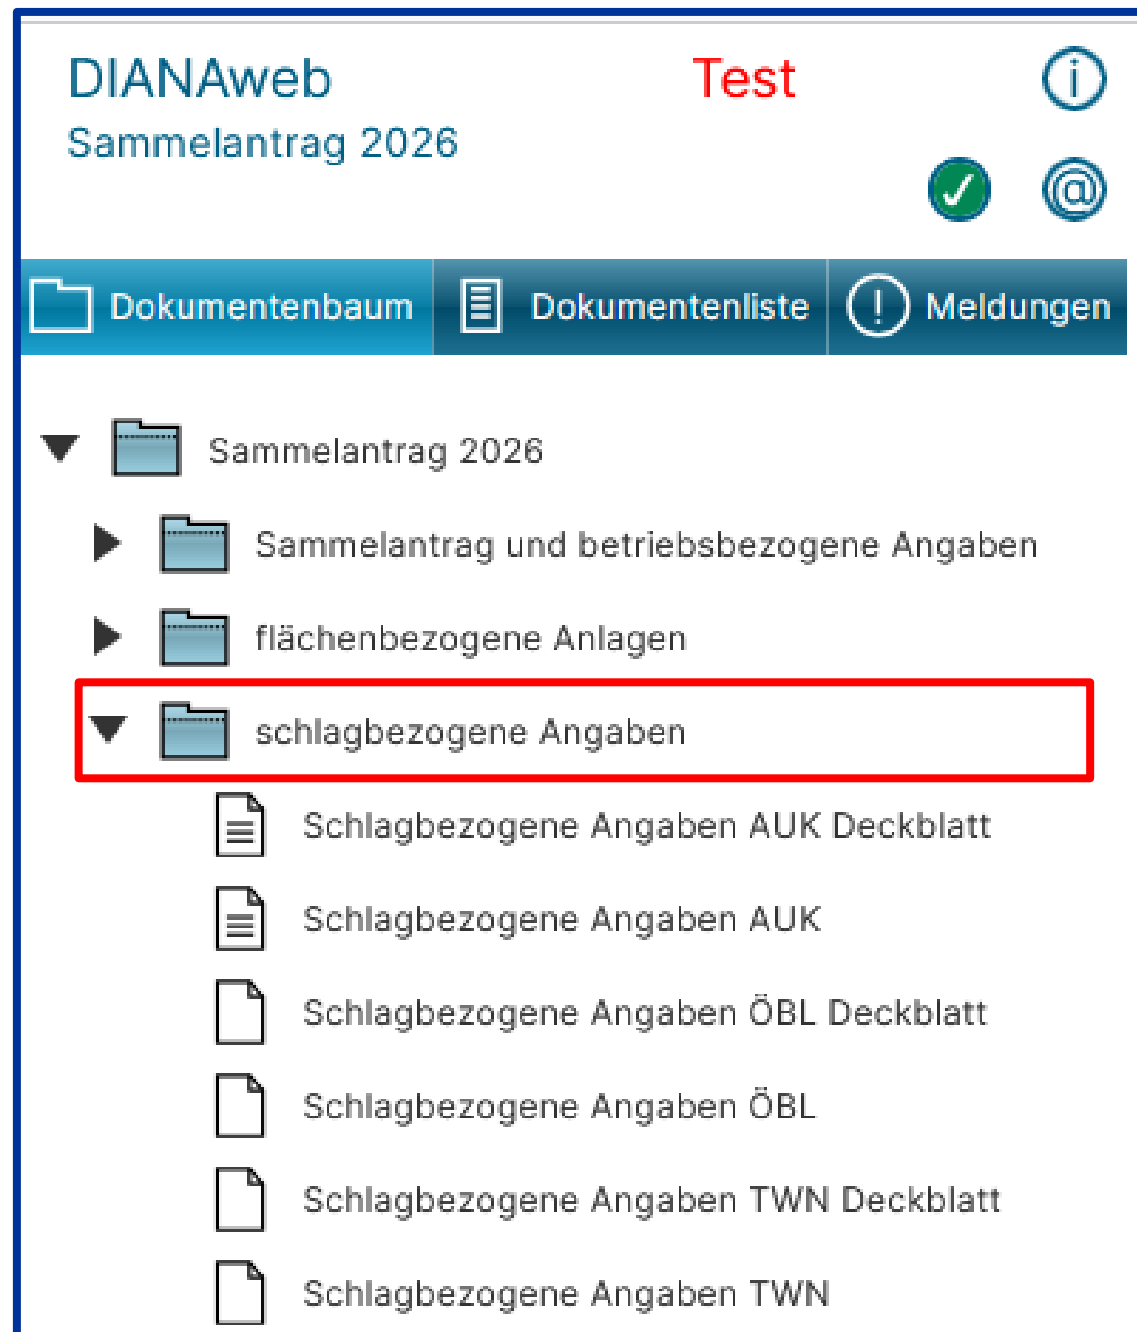 DIANAweb Test
Sammelantrag 2026
Dokumentenbaum Dokumentenliste Meldungen
Sammelantrag 2026
Sammelantrag und betriebsbezogene Angaben
flächenbezogene Anlagen
schlagbezogene Angaben
Schlagbezogene Angaben AUK Deckblatt
Schlagbezogene Angaben AUK
Schlagbezogene Angaben ÖBL Deckblatt
Schlagbezogene Angaben ÖBL
Schlagbezogene Angaben TWN Deckblatt
Schlagbezogene Angaben TWN